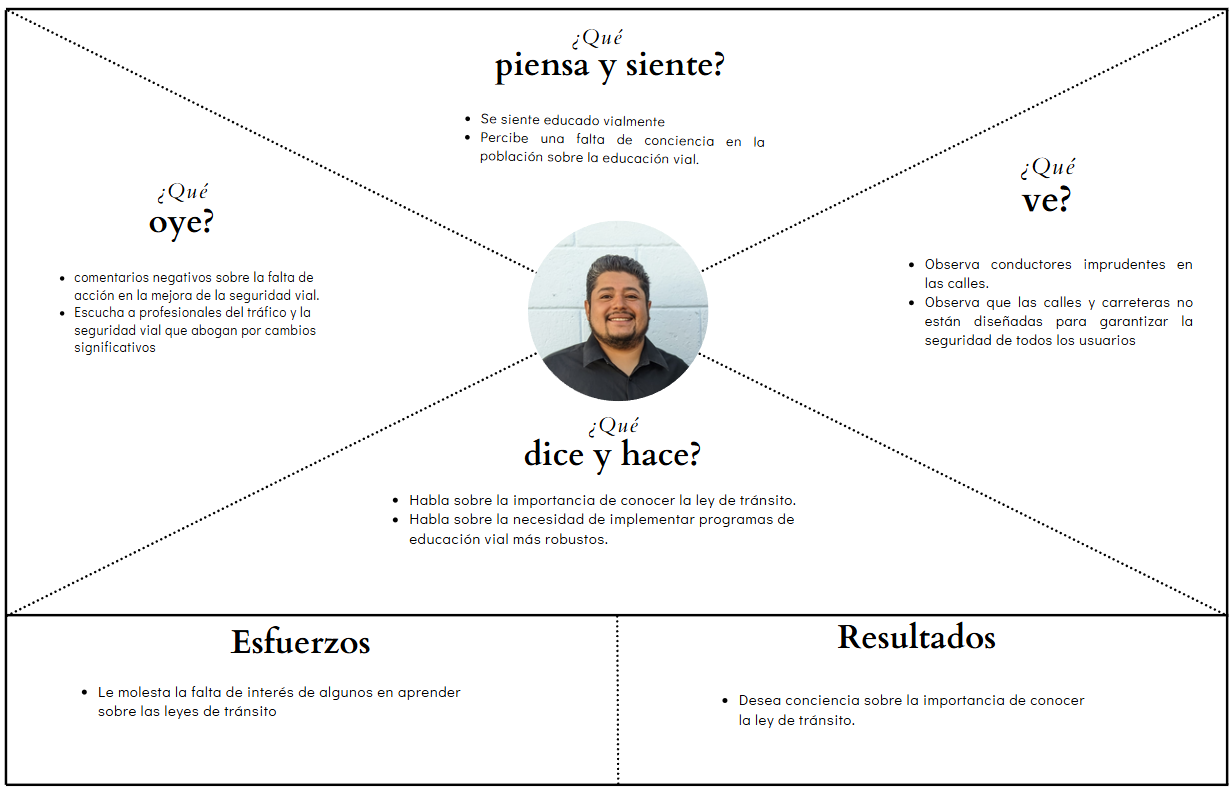 ¿Qué
piensa y siente?
• Se siente educado vialmente
• Percibe una falta de conciencia en la
población sobre la educación vial.
¿Qué
oye?
• comentarios negativos sobre la falta de
acción en la mejora de la seguridad vial.
• Escucha a profesionales del tráfico y la
seguridad vial que abogan por cambios
significativos
¿Qué
ve?
• Observa conductores imprudentes en
las calles.
• Observa que las calles y carreteras no
están diseñadas para garantizar la
seguridad de todos los usuarios
¿Qué
dice y hace?
• Habla sobre la importancia de conocer la ley de tránsito.
• Habla sobre la necesidad de implementar programas de
educación vial más robustos.
Esfuerzos
• Le molesta la falta de interés de algunos en aprender
sobre las leyes de tránsito
Resultados
• Desea conciencia sobre la importancia de conocer
la ley de tránsito.